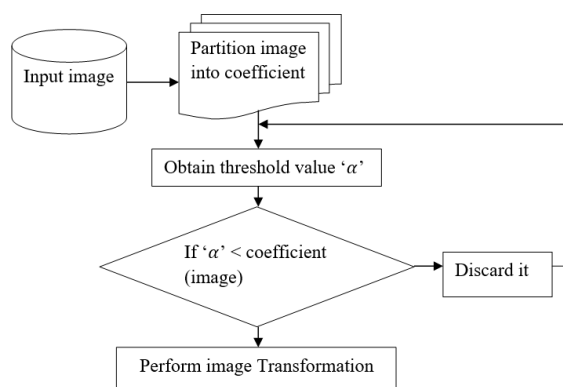 Input image
Partition image
into coefficient
Obtain threshold value ‘α’
If ‘α’ < coefficient
(image)
Discard it
Perform image Transformation